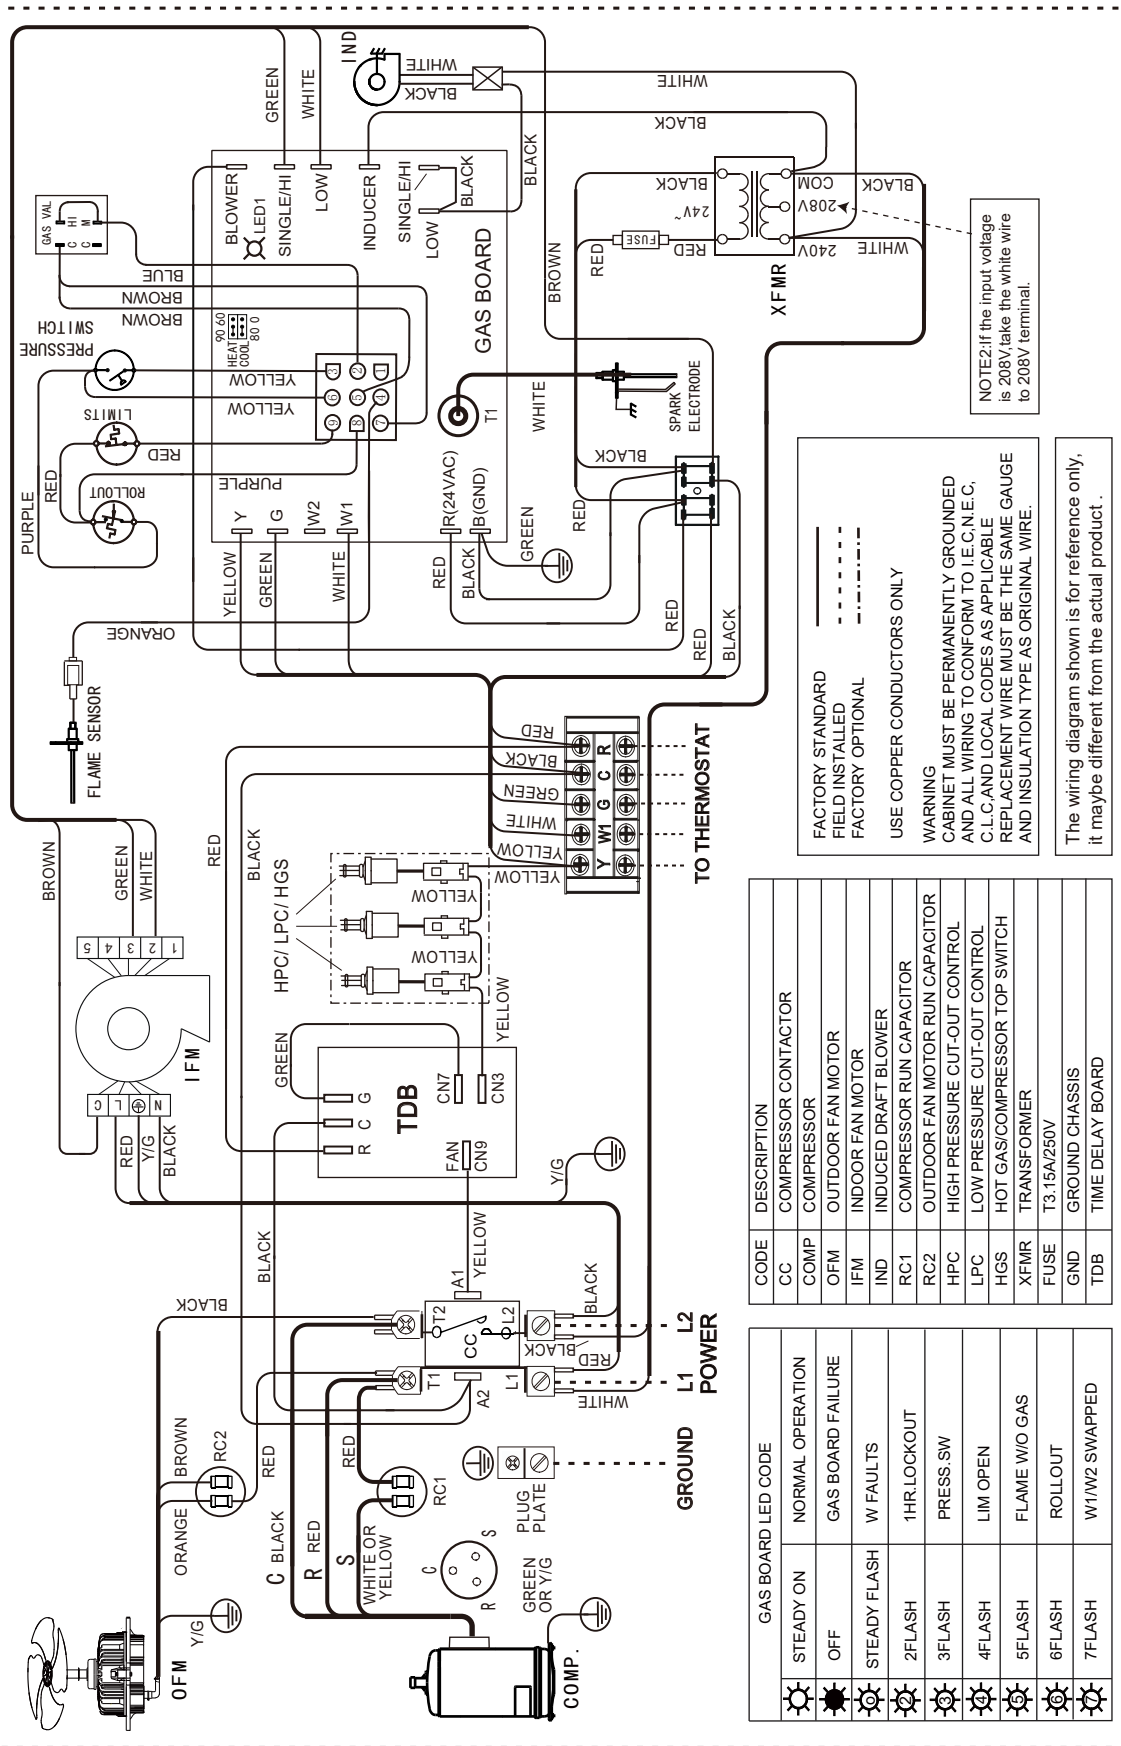 OFM
Y/G
ORANGE
BROWN
RC2
RED
BLACK
COMP.
C BLACK
R RED
S
WHITE OR
YELLOW
RED
RC1
C
R
S
GREEN
OR Y/G
PLUG
PLATE
GROUND
T1
T2
CC
L1
L2
A1
A2
YELLOW
BLACK
BLACK
BLACK
RED
WHITE
L1
L2
POWER
IFM
C
L
N
5
4
3
2
1
RED
Y/G
BLACK
BROWN
GREEN
WHITE
Y/G
TDB
R
C
G
FAN
CN9
CN7
CN3
GREEN
YELLOW
RED
BLACK
HPC/ LPC/ HGS
YELLOW
YELLOW
YELLOW
FLAME SENSOR
ORANGE
RED
BLACK
GREEN
WHITE
YELLOW
R
C
G
W1
Y
TO THERMOSTAT
YELLOW
GREEN
WHITE
RED
BLACK
GREEN
RED
RED
BLACK
PURPLE
RED
ROLLOUT
LIMITS
PRESSURE
SWITCH
RED
PURPLE
YELLOW
YELLOW
BROWN
BROWN
BLUE
GAS VAL
C
HI
C
M
Y
G
W2
W1
R(24VAC)
B(GND)
3
2
1
6
5
4
9
8
7
90 60
HEAT
COOL
80 0
GAS BOARD
T1
BLOWER
LED1
SINGLE/HI
LOW
INDUCER
SINGLE/HI
LOW
BLACK
GREEN
WHITE
IND
WHITE
BLACK
BLACK
WHITE
BLACK
BROWN
WHITE
SPARK
ELECTRODE
BLACK
RED
RED
FUSE
RED
BLACK
24V~
XFMR
COM
208V
240V
BLACK
WHITE
NOTE2:If the input voltage
is 208V,take the white wire
to 208V terminal.
FACTORY STANDARD
FIELD INSTALLED
FACTORY OPTIONAL
USE COPPER CONDUCTORS ONLY
WARNING
CABINET MUST BE PERMANENTLY GROUNDED
AND ALL WIRING TO CONFORM TO I.E.C,N.E.C,
C.L.C,AND LOCAL CODES AS APPLICABLE
REPLACEMENT WIRE MUST BE THE SAME GAUGE
AND INSULATION TYPE AS ORIGINAL WIRE.
The wiring diagram shown is for reference only,
it maybe different from the actual product .
CODE DESCRIPTION
CC COMPRESSOR CONTACTOR
COMP COMPRESSOR
OFM OUTDOOR FAN MOTOR
IFM INDOOR FAN MOTOR
IND INDUCED DRAFT BLOWER
RC1 COMPRESSOR RUN CAPACITOR
RC2 OUTDOOR FAN MOTOR RUN CAPACITOR
HPC HIGH PRESSURE CUT-OUT CONTROL
LPC LOW PRESSURE CUT-OUT CONTROL
HGS HOT GAS/COMPRESSOR TOP SWITCH
XFMR TRANSFORMER
FUSE T3.15A/250V
GND GROUND CHASSIS
TDB TIME DELAY BOARD
GAS BOARD LED CODE
STEADY ON NORMAL OPERATION
OFF GAS BOARD FAILURE
0 STEADY FLASH W FAULTS
2 2FLASH 1HR.LOCKOUT
3 3FLASH PRESS.SW
4 4FLASH LIM OPEN
5 5FLASH FLAME W/O GAS
6 6FLASH ROLLOUT
7 7FLASH W1/W2 SWAPPED